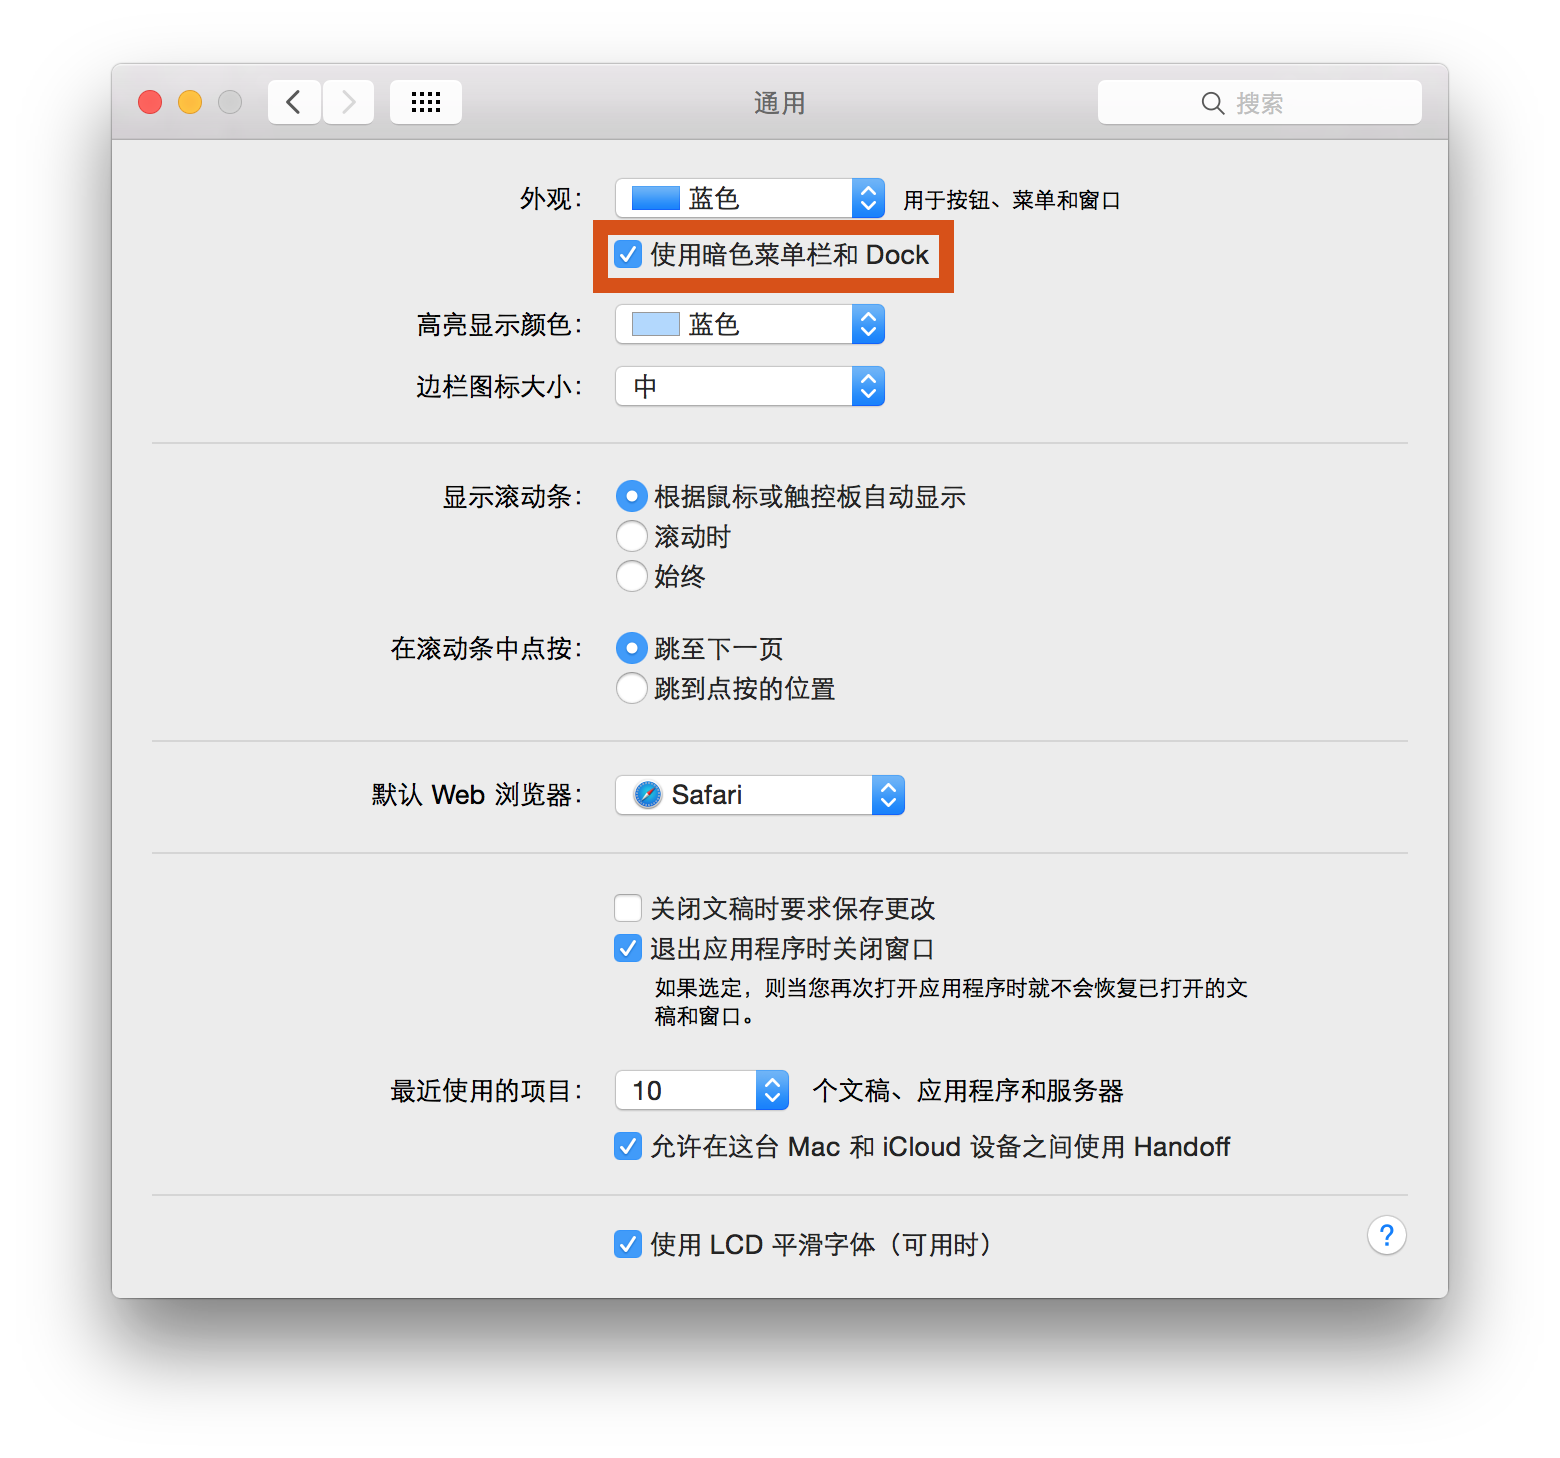 通用
搜索
外观： 蓝色 用于按钮、菜单和窗口
使用暗色菜单栏和 Dock
高亮显示颜色： 蓝色
边栏图标大小： 中
显示滚动条： 根据鼠标或触控板自动显示
滚动时
始终
在滚动条中点按： 跳至下一页
跳到点按的位置
默认 Web 浏览器： Safari
关闭文稿时要求保存更改
退出应用程序时关闭窗口
如果选定，则当您再次打开应用程序时就不会恢复已打开的文
稿和窗口。
最近使用的项目： 10 个文稿、应用程序和服务器
允许在这台 Mac 和 iCloud 设备之间使用 Handoff
使用 LCD 平滑字体（可用时）
?